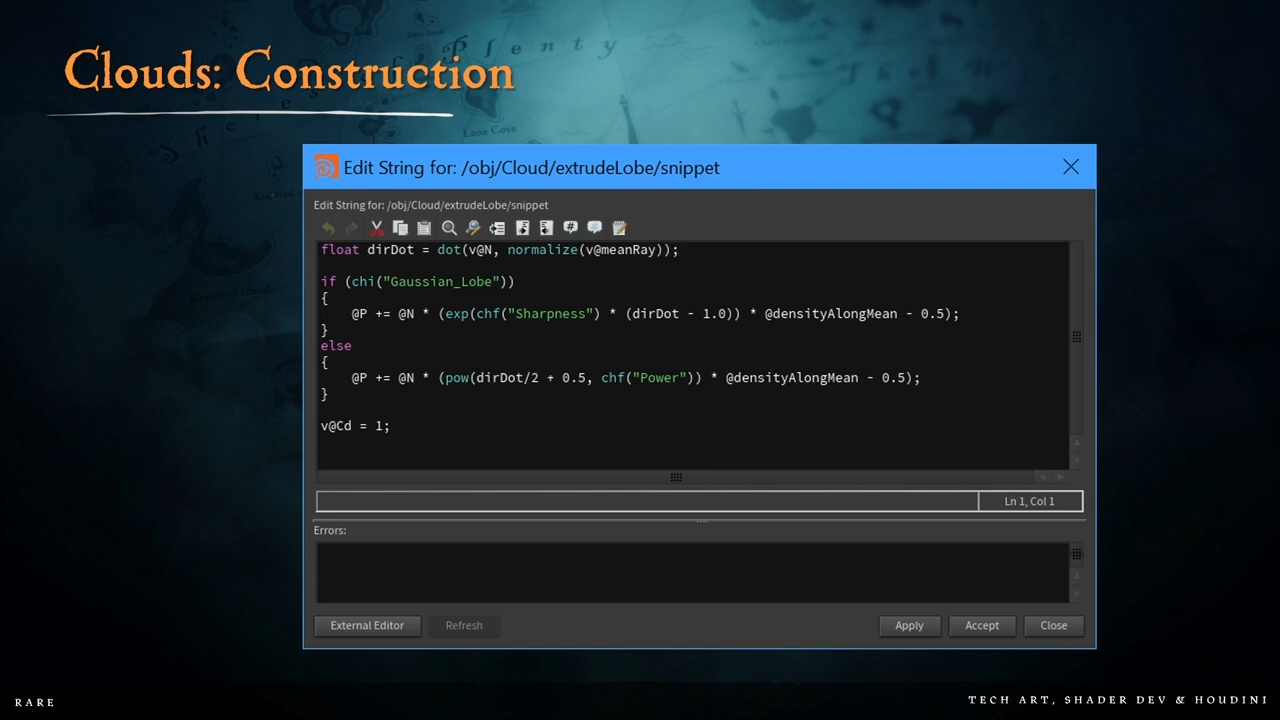 Plenty
Clouds: Construction
Lone Cove
Edit String for: /obj/Cloud/extrudeLobe/snippet
Edit String for: /obj/Cloud/extrudeLobe/snippet
float dirDot = dot(v@N, normalize(v@meanRay));
if (chi("Gaussian_Lobe"))
{
@P += @N * (exp(chf("Sharpness") * (dirDot - 1.0)) * @densityAlongMean - 0.5);
}
else
{
@P += @N * (pow(dirDot/2 + 0.5, chf("Power")) * @densityAlongMean - 0.5);
}
v@Cd = 1;
Ln 1, Col 1
Errors:
External Editor
Refresh
Apply
Accept
Close
RARE
TECH ART, SHADER DEV & HOUDINI